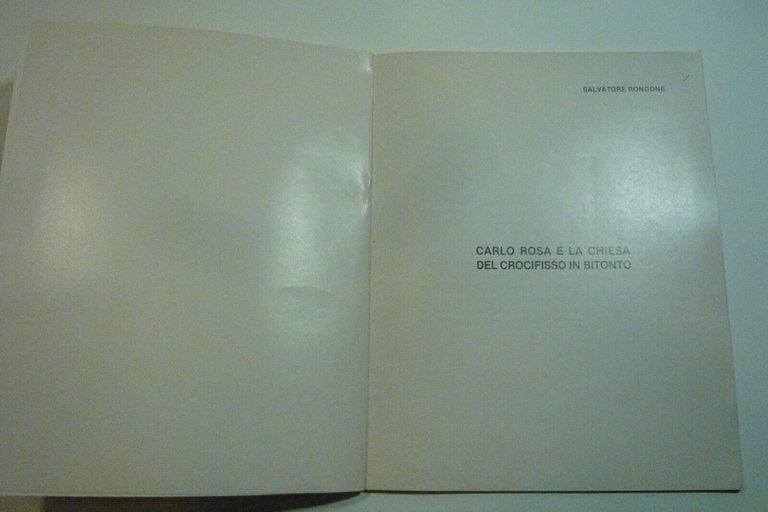 SALVATORE RONGONE
CARLO ROSA E LA CHIESA
DEL CROCIFISSO IN BITONTO